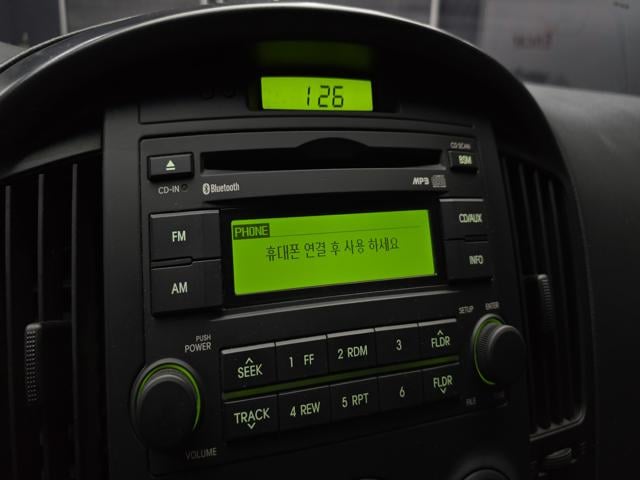 1 26
CD-SCAN
BSM
CD-IN
Bluetooth
MP3
FM
PHONE
휴대폰 연결 후 사용 하세요
CD/AUX
AM
INFO
PUSH
POWER
SETUP
ENTER
SEEK
1 FF
2 RDM
3
FLDR
TRACK
4 REW
5 RPT
6
FLDR
VOLUME
FILE